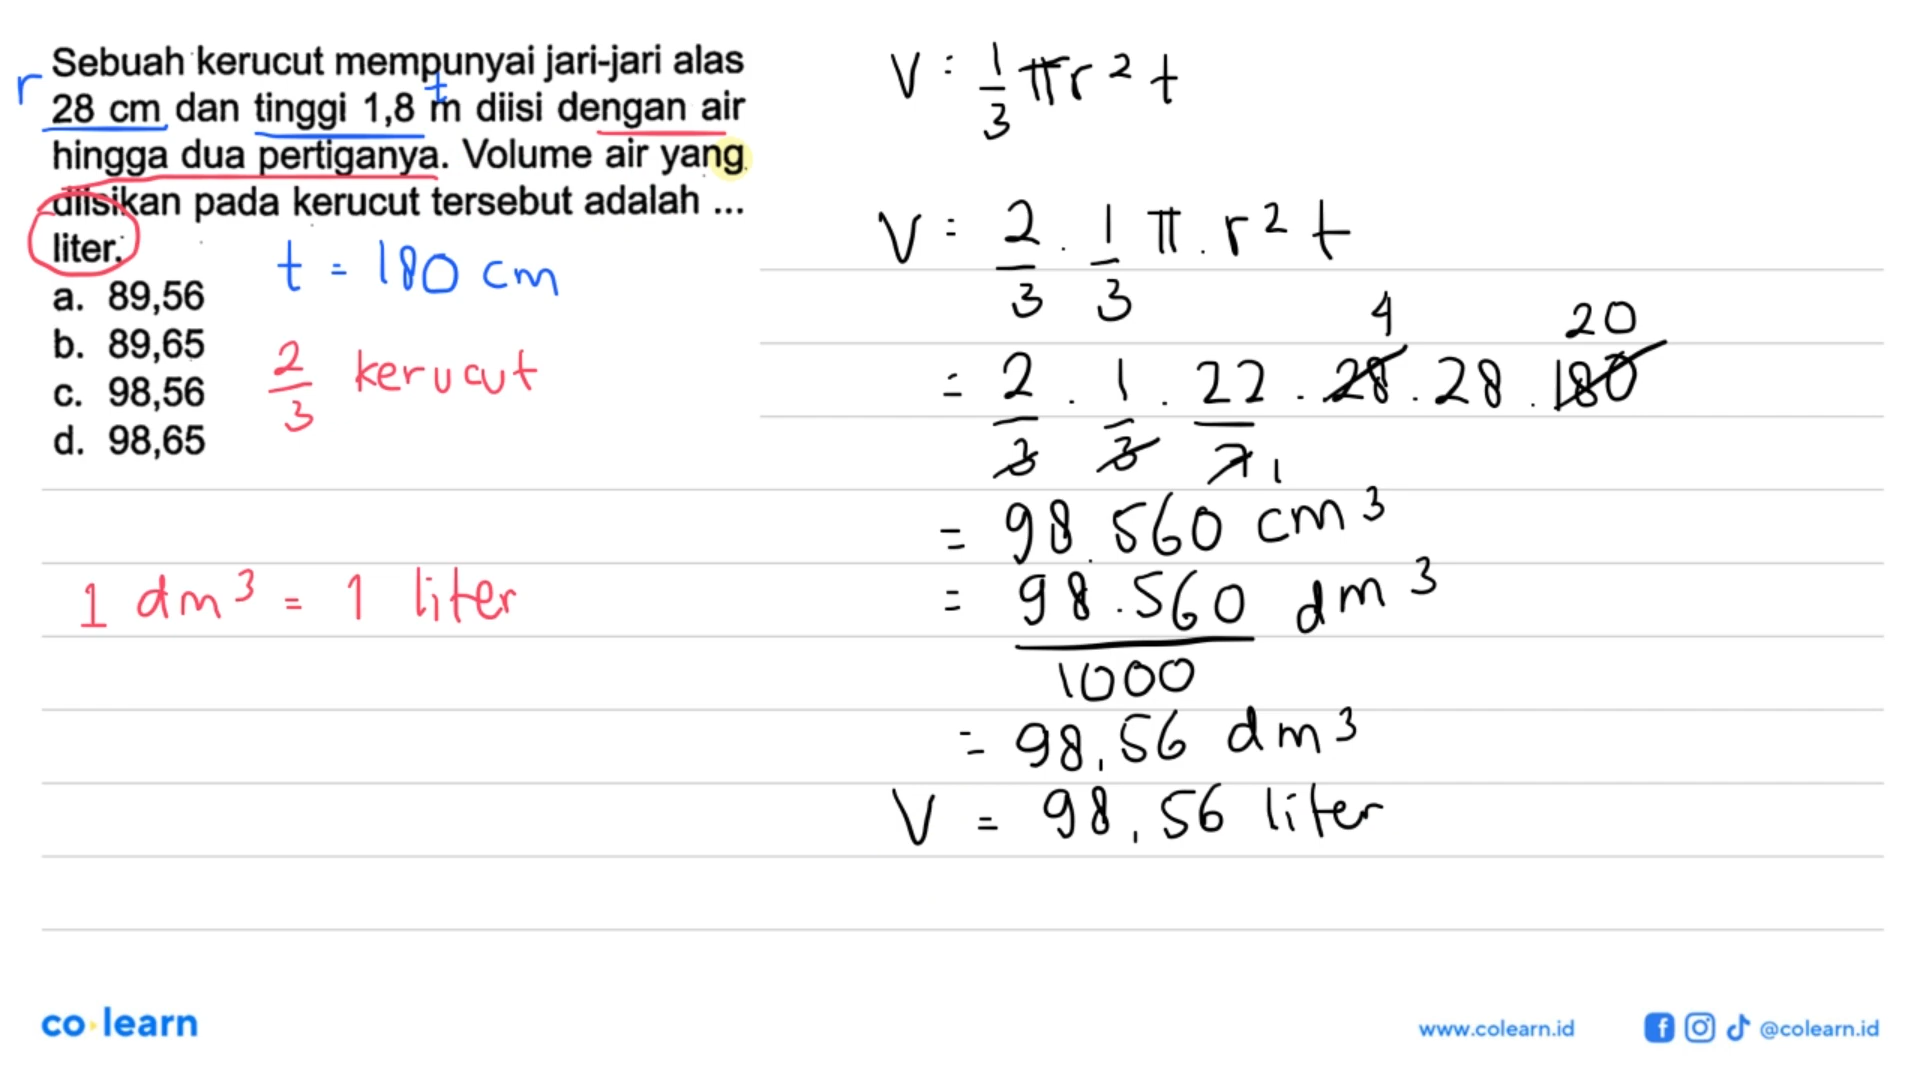 Sebuah kerucut mempunyai jari-jari alas
r 28 cm dan tinggi 1,8 m diisi dengan air
t
hingga dua pertiganya. Volume air yang
diisikan pada kerucut tersebut adalah ...
liter.
a. 89,56
b. 89,65
c. 98,56
d. 98,65
t = 180 cm
2/3 kerucut
1 dm³ = 1 liter
V = 1/3 πr² t
V = 2/3 . 1/3 π . r² t
4 20
= 2/3 . 1/3 . 22/7 . 28 . 28 . 180
1
= 98.560 cm³
= 98.560/1000 dm³
= 98,56 dm³
V = 98,56 liter
co learn
www.colearn.id
@colearn.id